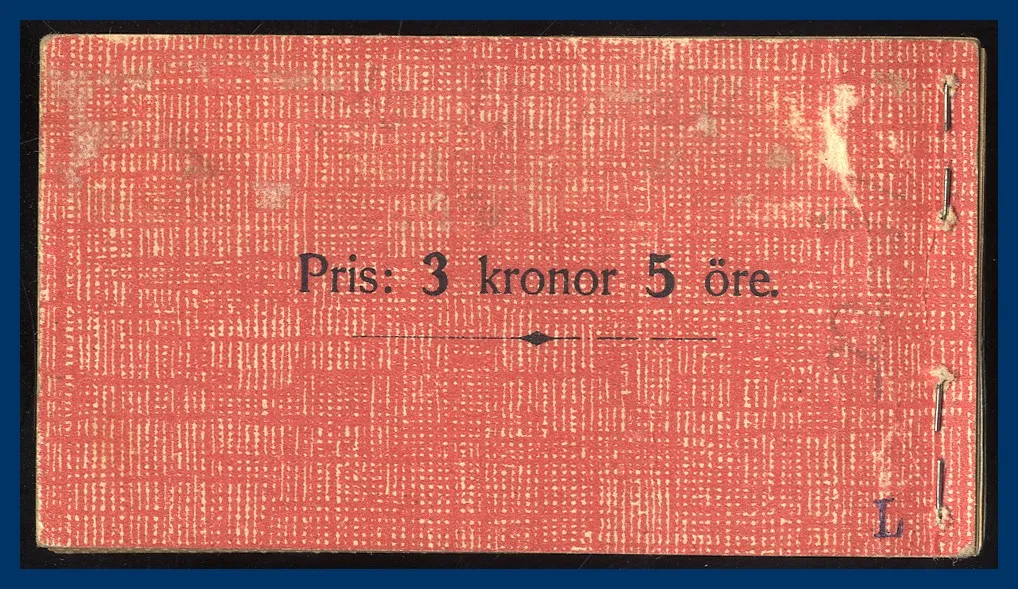 Pris: 3 kronor 5 öre.
L